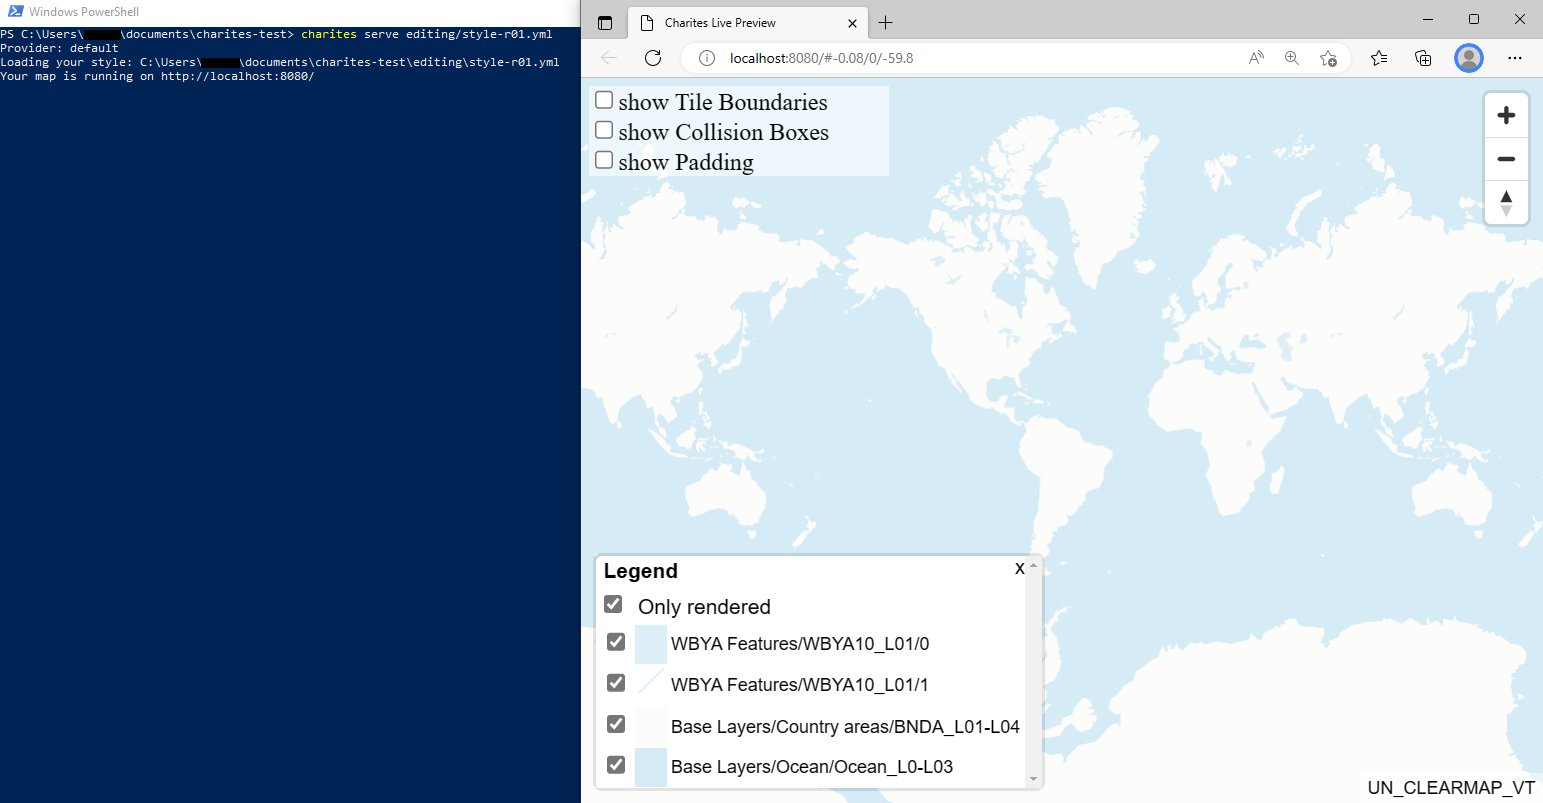 Windows PowerShell
PS C:\Users\ \documents\charites-test> charites serve editing/style-r01.yml
Provider: default
Loading your style: C:\Users\ \documents\charites-test\editing\style-r01.yml
Your map is running on http://localhost:8080/
Charites Live Preview
localhost:8080/#-0.08/0/-59.8
show Tile Boundaries
show Collision Boxes
show Padding
Legend
X
Only rendered
WBYA Features/WBYA10_L01/0
WBYA Features/WBYA10_L01/1
Base Layers/Country areas/BNDA_L01-L04
Base Layers/Ocean/Ocean_L0-L03
UN_CLEARMAP_VT